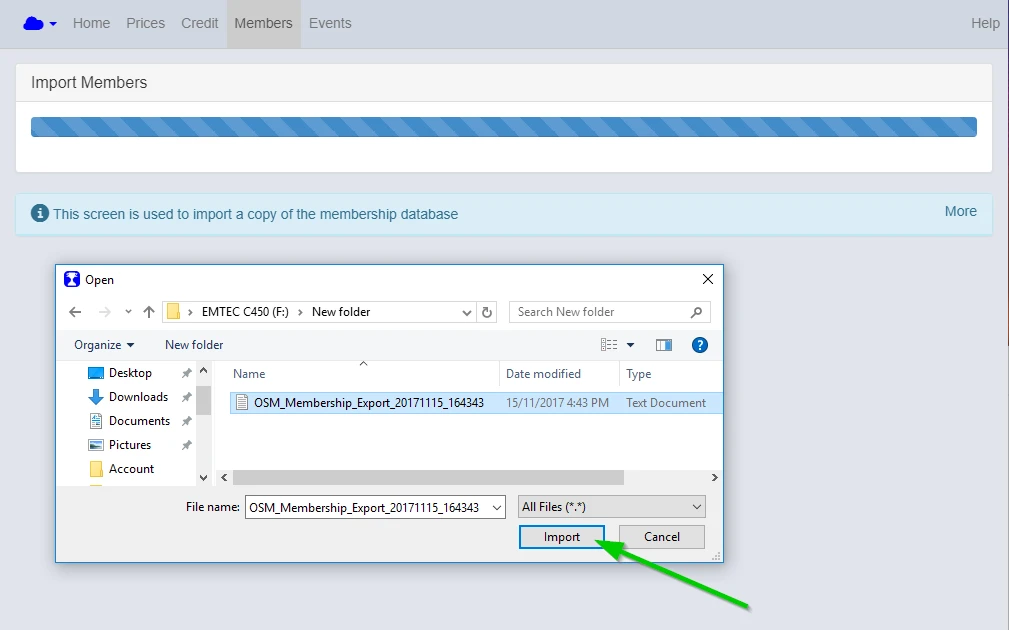 Home Prices Credit Members Events Help
Import Members
This screen is used to import a copy of the membership database More
Open
EMTEC C450 (F:) New folder Search New folder
Organize New folder
Name Date modified Type
Desktop
OSM_Membership_Export_20171115_164343 15/11/2017 4:43 PM Text Document
Downloads
Documents
Pictures
Account
File name: OSM_Membership_Export_20171115_164343 All Files (*.*)
Import Cancel